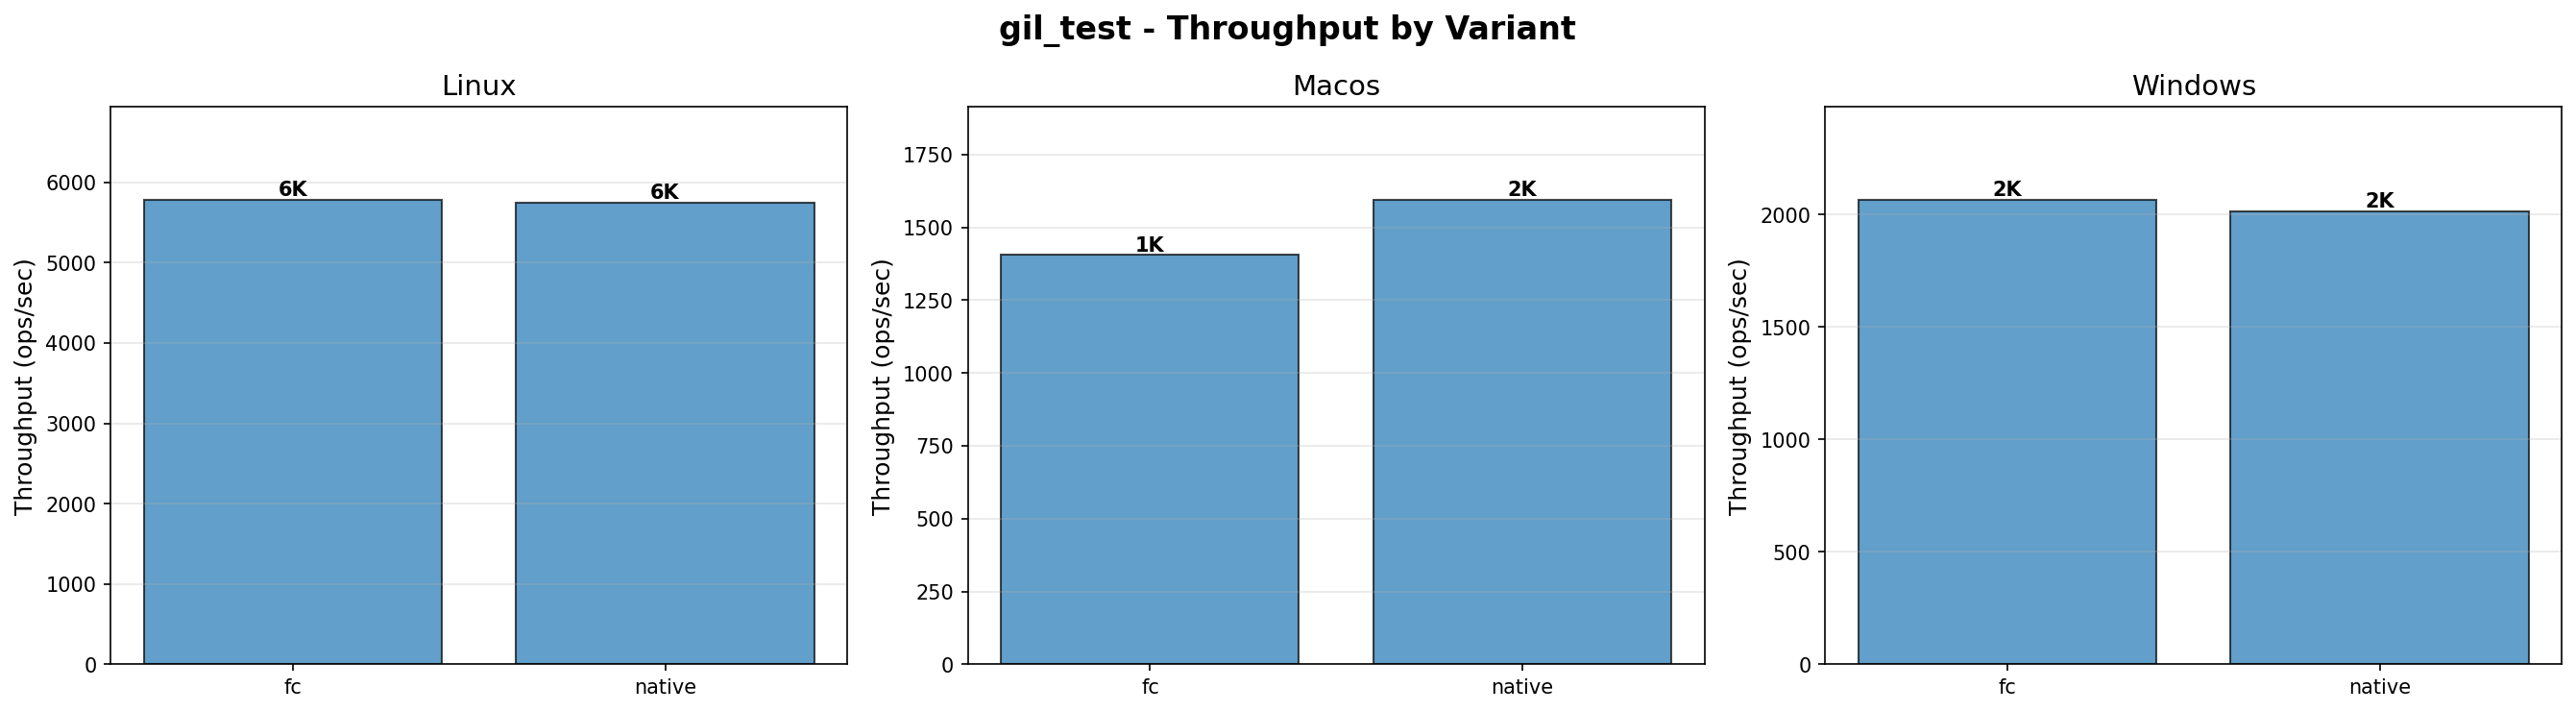 gil_test - Throughput by Variant
Linux
Throughput (ops/sec)
6000
5000
4000
3000
2000
1000
0
6K
6K
fc
native
Macos
Throughput (ops/sec)
1750
1500
1250
1000
750
500
250
0
1K
2K
fc
native
Windows
Throughput (ops/sec)
2000
1500
1000
500
0
2K
2K
fc
native